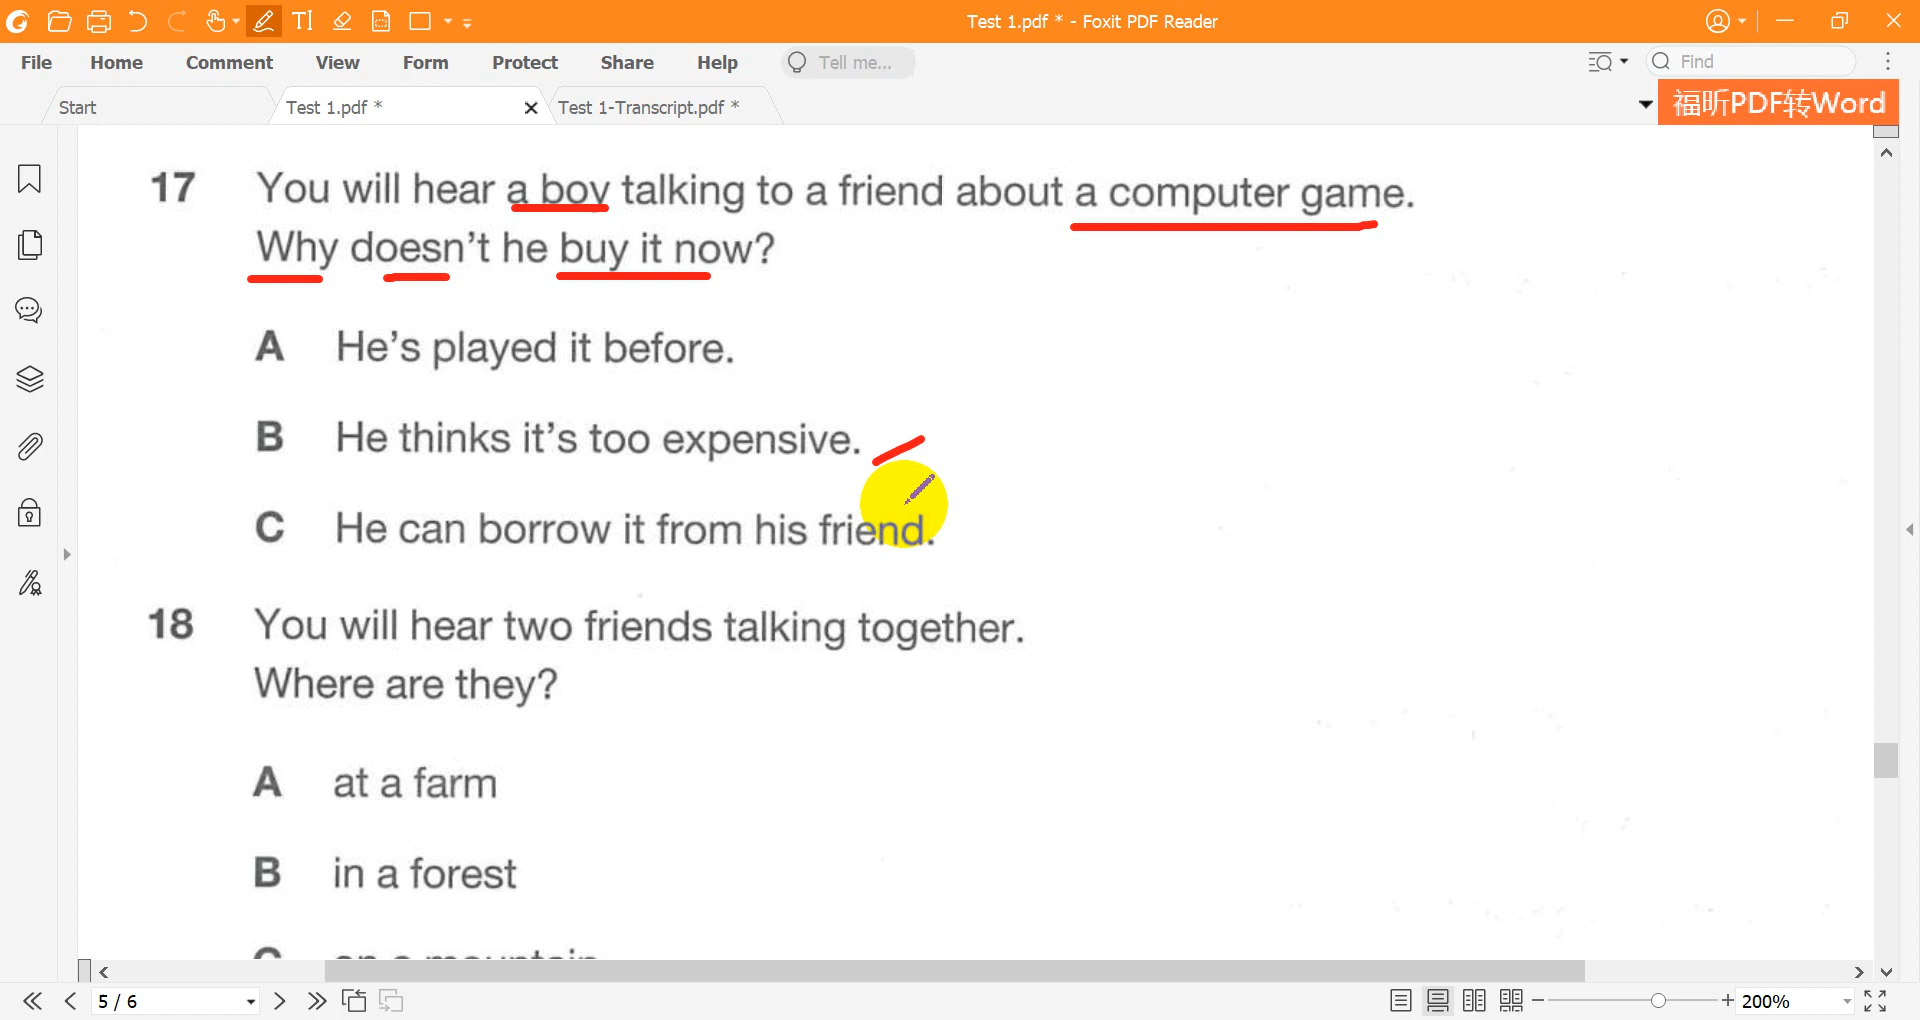 Test 1.pdf * - Foxit PDF Reader
File Home Comment View Form Protect Share Help Tell me... Find
Start Test 1.pdf * Test 1-Transcript.pdf * 福昕PDF转Word
17 You will hear a boy talking to a friend about a computer game.
Why doesn't he buy it now?
A He's played it before.
B He thinks it's too expensive.
C He can borrow it from his friend.
18 You will hear two friends talking together.
Where are they?
A at a farm
B in a forest
C on a mountain
5 / 6 200%